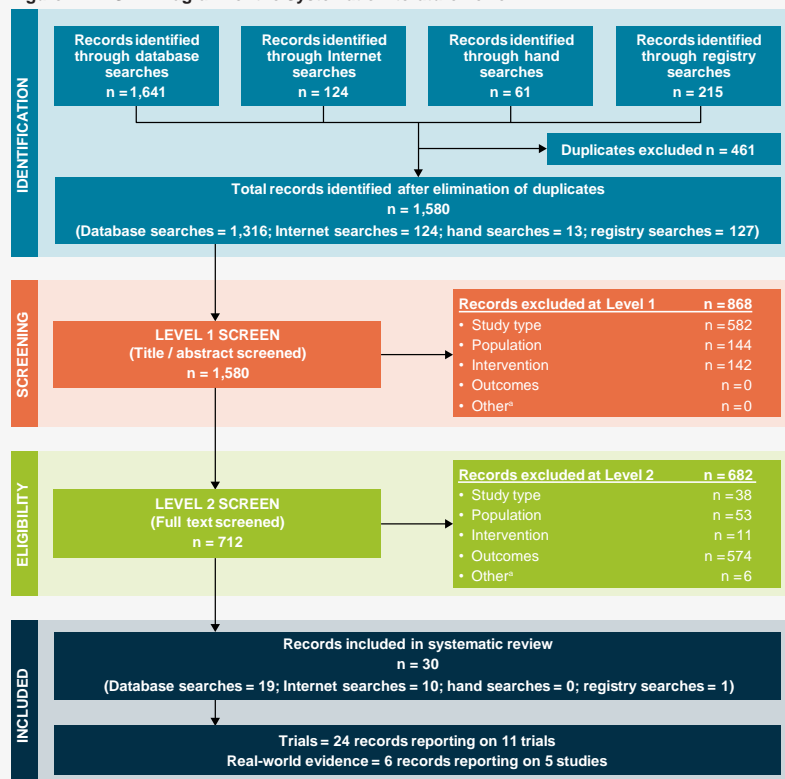 Records identified
through database
searches
n = 1,641
Records identified
through Internet
searches
n = 124
Records identified
through hand
searches
n = 61
Records identified
through registry
searches
n = 215
IDENTIFICATION
Duplicates excluded n = 461
Total records identified after elimination of duplicates
n = 1,580
(Database searches = 1,316; Internet searches = 124; hand searches = 13; registry searches = 127)
SCREENING
LEVEL 1 SCREEN
(Title / abstract screened)
n = 1,580
Records excluded at Level 1 n = 868
• Study type n = 582
• Population n = 144
• Intervention n = 142
• Outcomes n = 0
• Otherᵃ n = 0
ELIGIBILITY
LEVEL 2 SCREEN
(Full text screened)
n = 712
Records excluded at Level 2 n = 682
• Study type n = 38
• Population n = 53
• Intervention n = 11
• Outcomes n = 574
• Otherᵃ n = 6
INCLUDED
Records included in systematic review
n = 30
(Database searches = 19; Internet searches = 10; hand searches = 0; registry searches = 1)
Trials = 24 records reporting on 11 trials
Real-world evidence = 6 records reporting on 5 studies